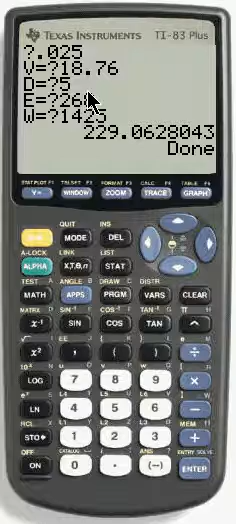 TEXAS INSTRUMENTS TI-83 Plus
?.025
V=?18.76
D=?5
E=?260
W=?1425
229.0628043
Done
STAT PLOT F1 TBLSET F2 FORMAT F3 CALC F4 TABLE F5
Y= WINDOW ZOOM TRACE GRAPH
QUIT INS
2nd MODE DEL
A-LOCK LINK LIST
ALPHA X,T,θ,n STAT
TEST A ANGLE B DRAW C DISTR
MATH APPS PRGM VARS CLEAR
MATRX D SIN⁻¹ E COS⁻¹ F TAN⁻¹ G π H
x⁻¹ SIN COS TAN ^
√ I EE J { K } L e M
x² , ( ) ÷
10ˣ N u O v P w Q [ R
LOG 7 8 9 ×
eˣ S L4 T L5 U L6 V ] W
LN 4 5 6 −
RCL X L1 Y L2 Z L3 θ MEM "
STO▸ 1 2 3 +
OFF CATALOG i : ANS ? ENTRY SOLVE
ON 0 . (−) ENTER